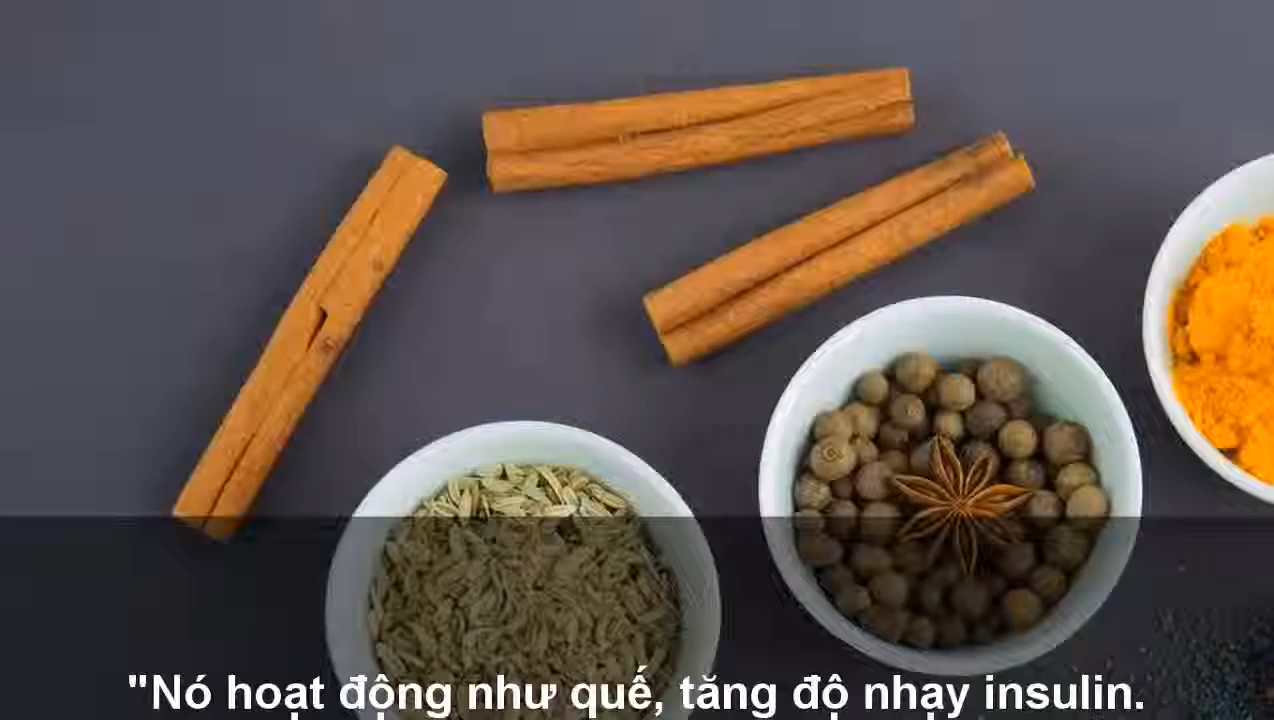 "Nó hoạt động như quế, tăng độ nhạy insulin.